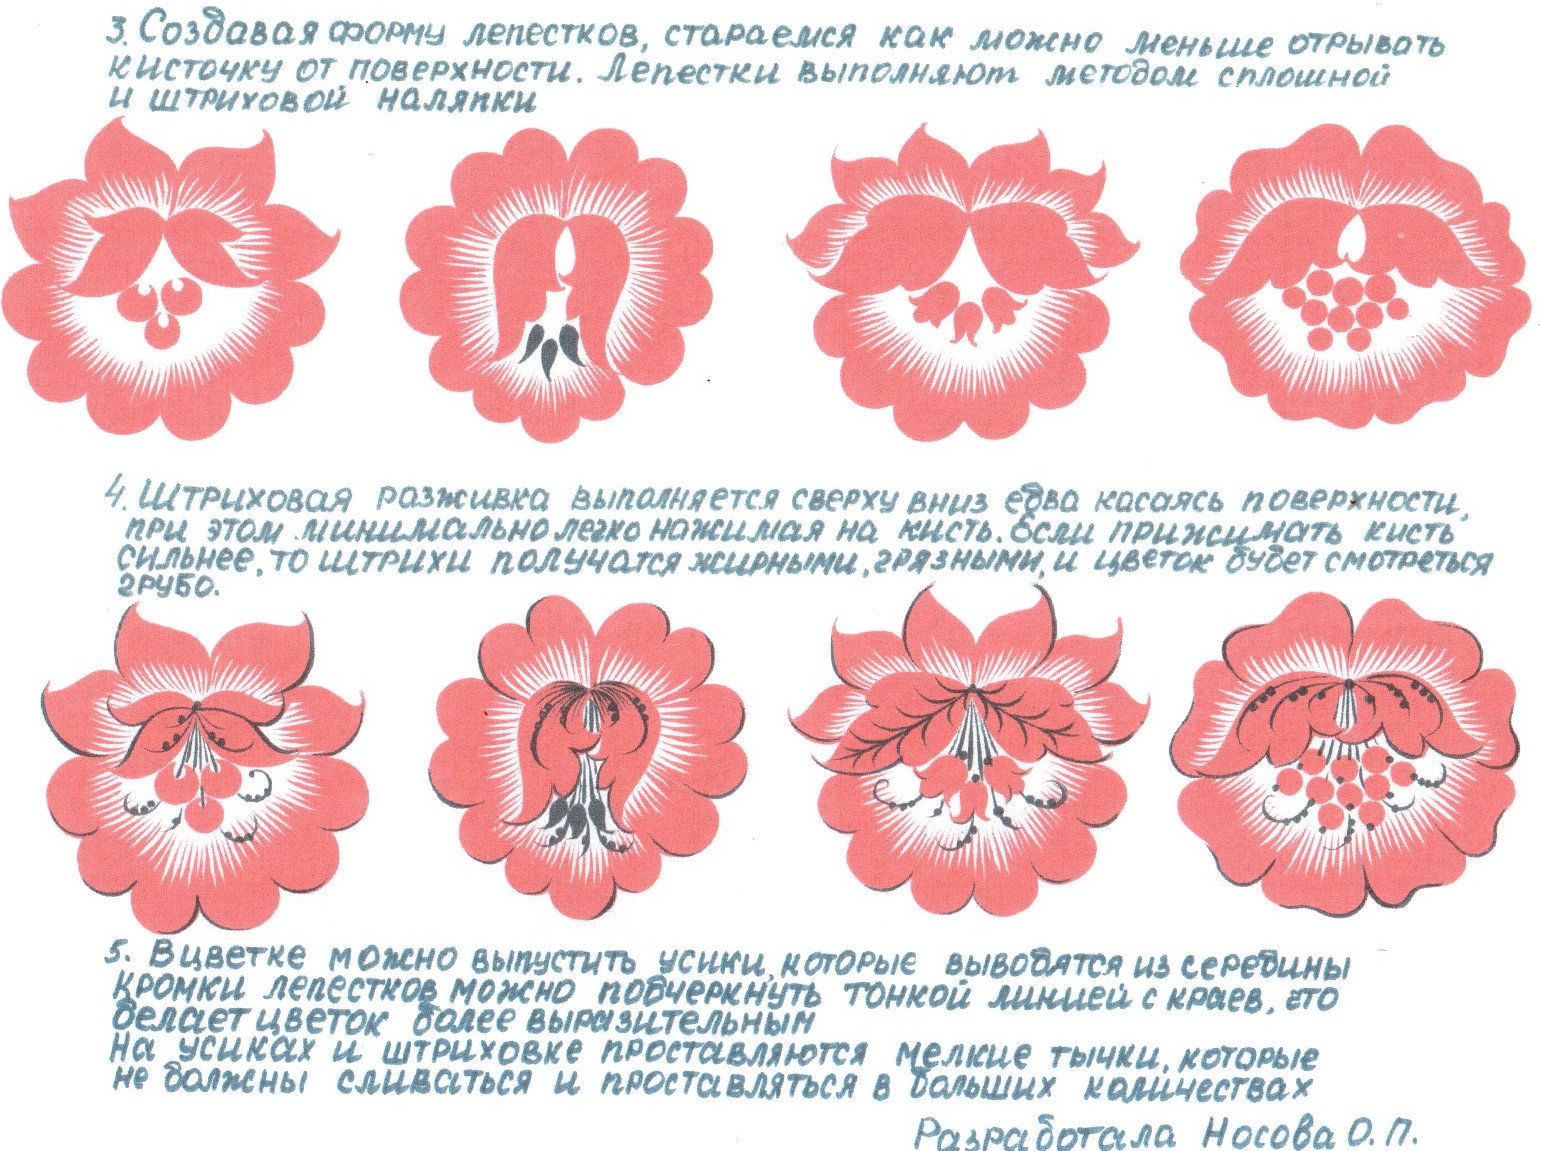 3. Создавая форму лепестков, стараемся как можно меньше отрывать
кисточку от поверхности. Лепестки выполняют методом сплошной
и штриховой наляпки
4. Штриховая разживка выполняется сверху вниз едва касаясь поверхности,
при этом минимально легко нажимая на кисть. Если прижимать кисть
сильнее, то штрихи получатся жирными, грязными, и цветок будет смотреться
грубо.
5. В цветке можно выпустить усики, которые выводятся из середины
кромки лепестков можно подчеркнуть тонкой линией с краев, это
делает цветок более выразительным
на усиках и штриховке проставляются мелкие тычки, которые
не должны сливаться и проставляться в больших количествах
Разработала Носова О.П.